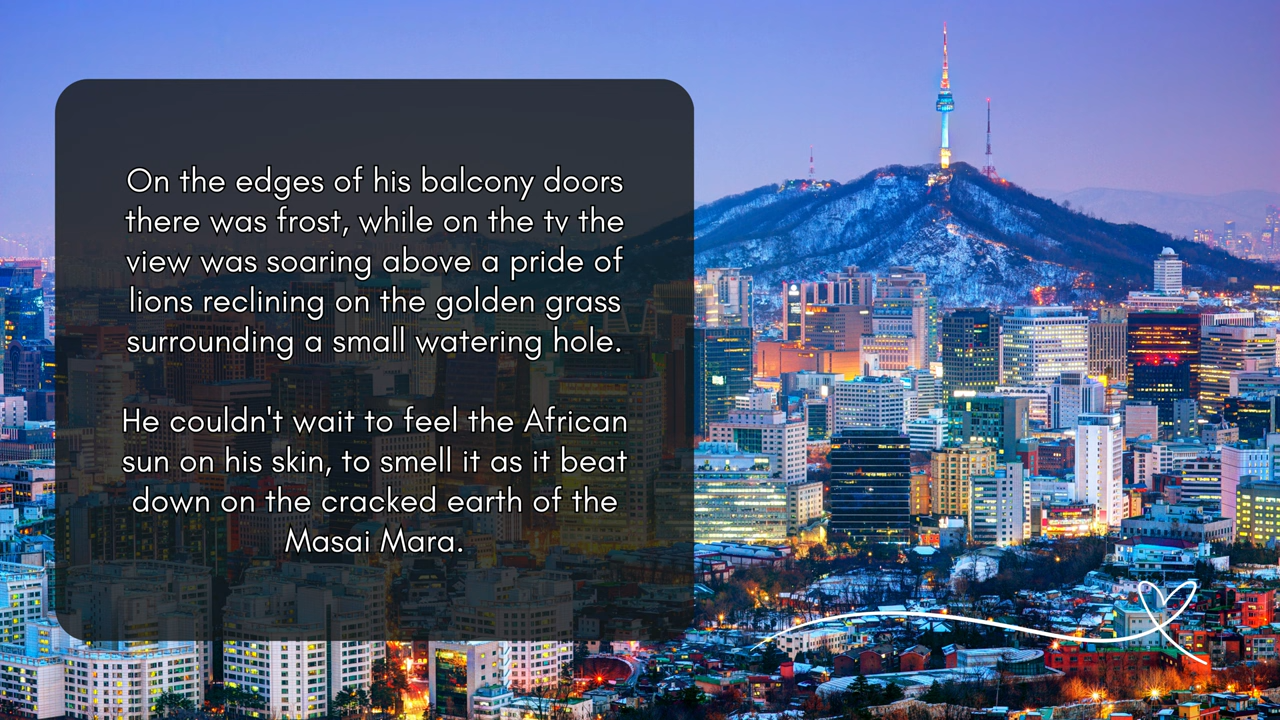 On the edges of his balcony doors
there was frost, while on the tv the
view was soaring above a pride of
lions reclining on the golden grass
surrounding a small watering hole.
He couldn't wait to feel the African
sun on his skin, to smell it as it beat
down on the cracked earth of the
Masai Mara.